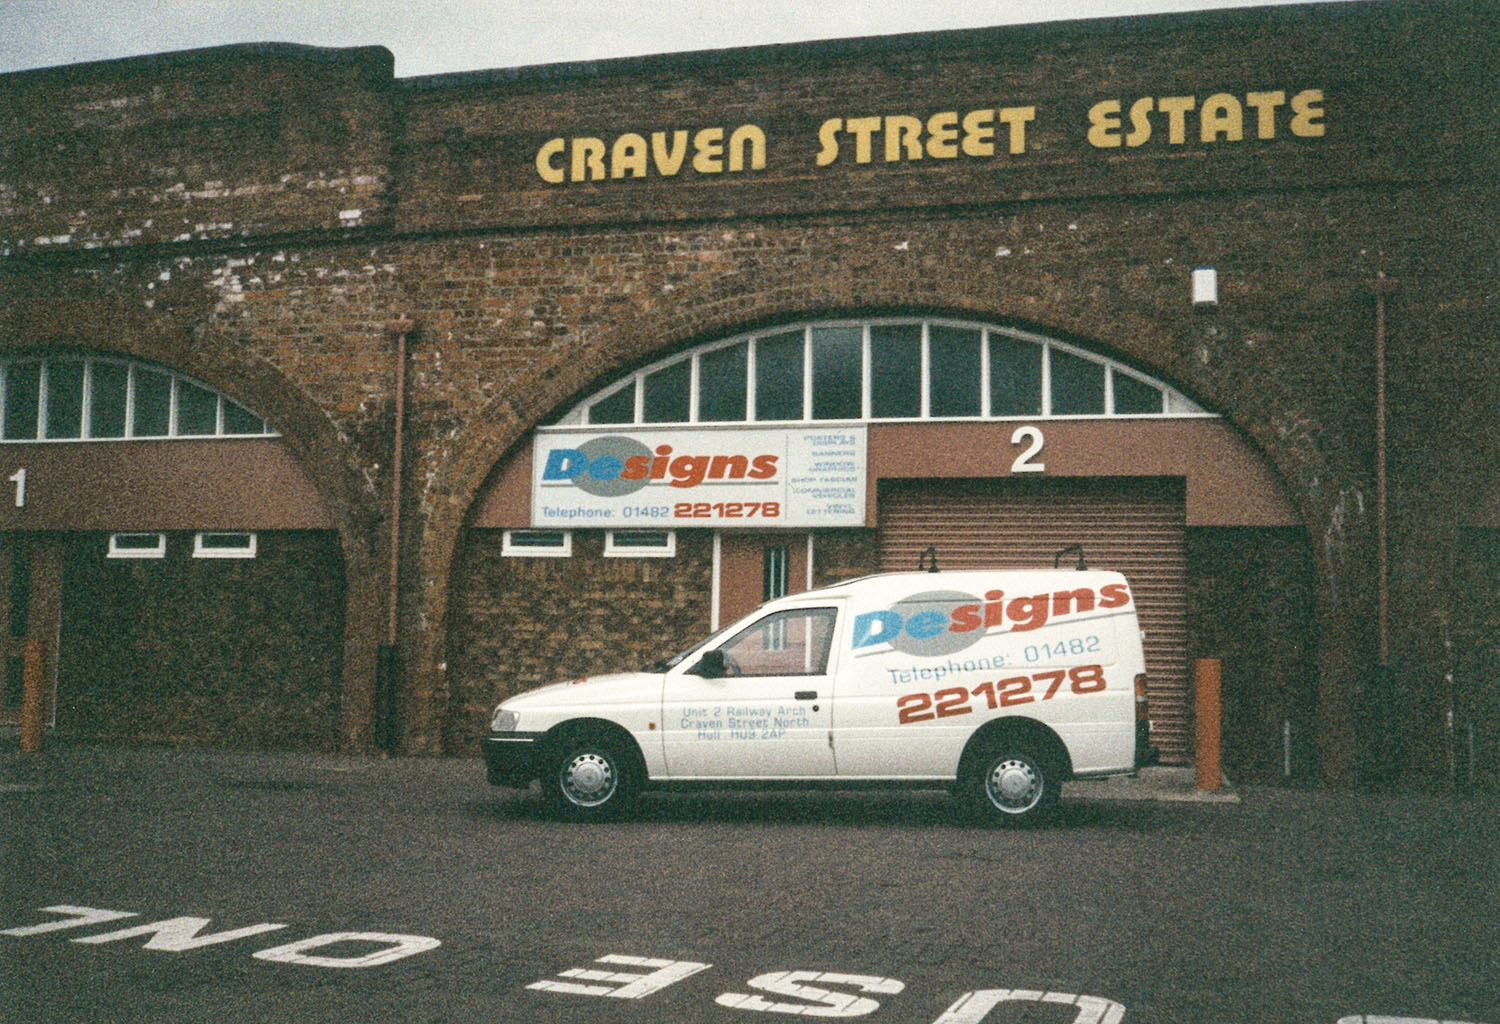 CRAVEN STREET ESTATE
1
2
Designs
Telephone: 01482 221278
POSTERS &
DISPLAYS
BANNERS
WINDOW
GRAPHICS
SHOP FASCIAS
COMMERCIAL
VEHICLES
VINYL
LETTERING
Designs
Telephone: 01482
221278
Unit 2 Railway Arch
Craven Street North
Hull HU9 2AP
USE ONL